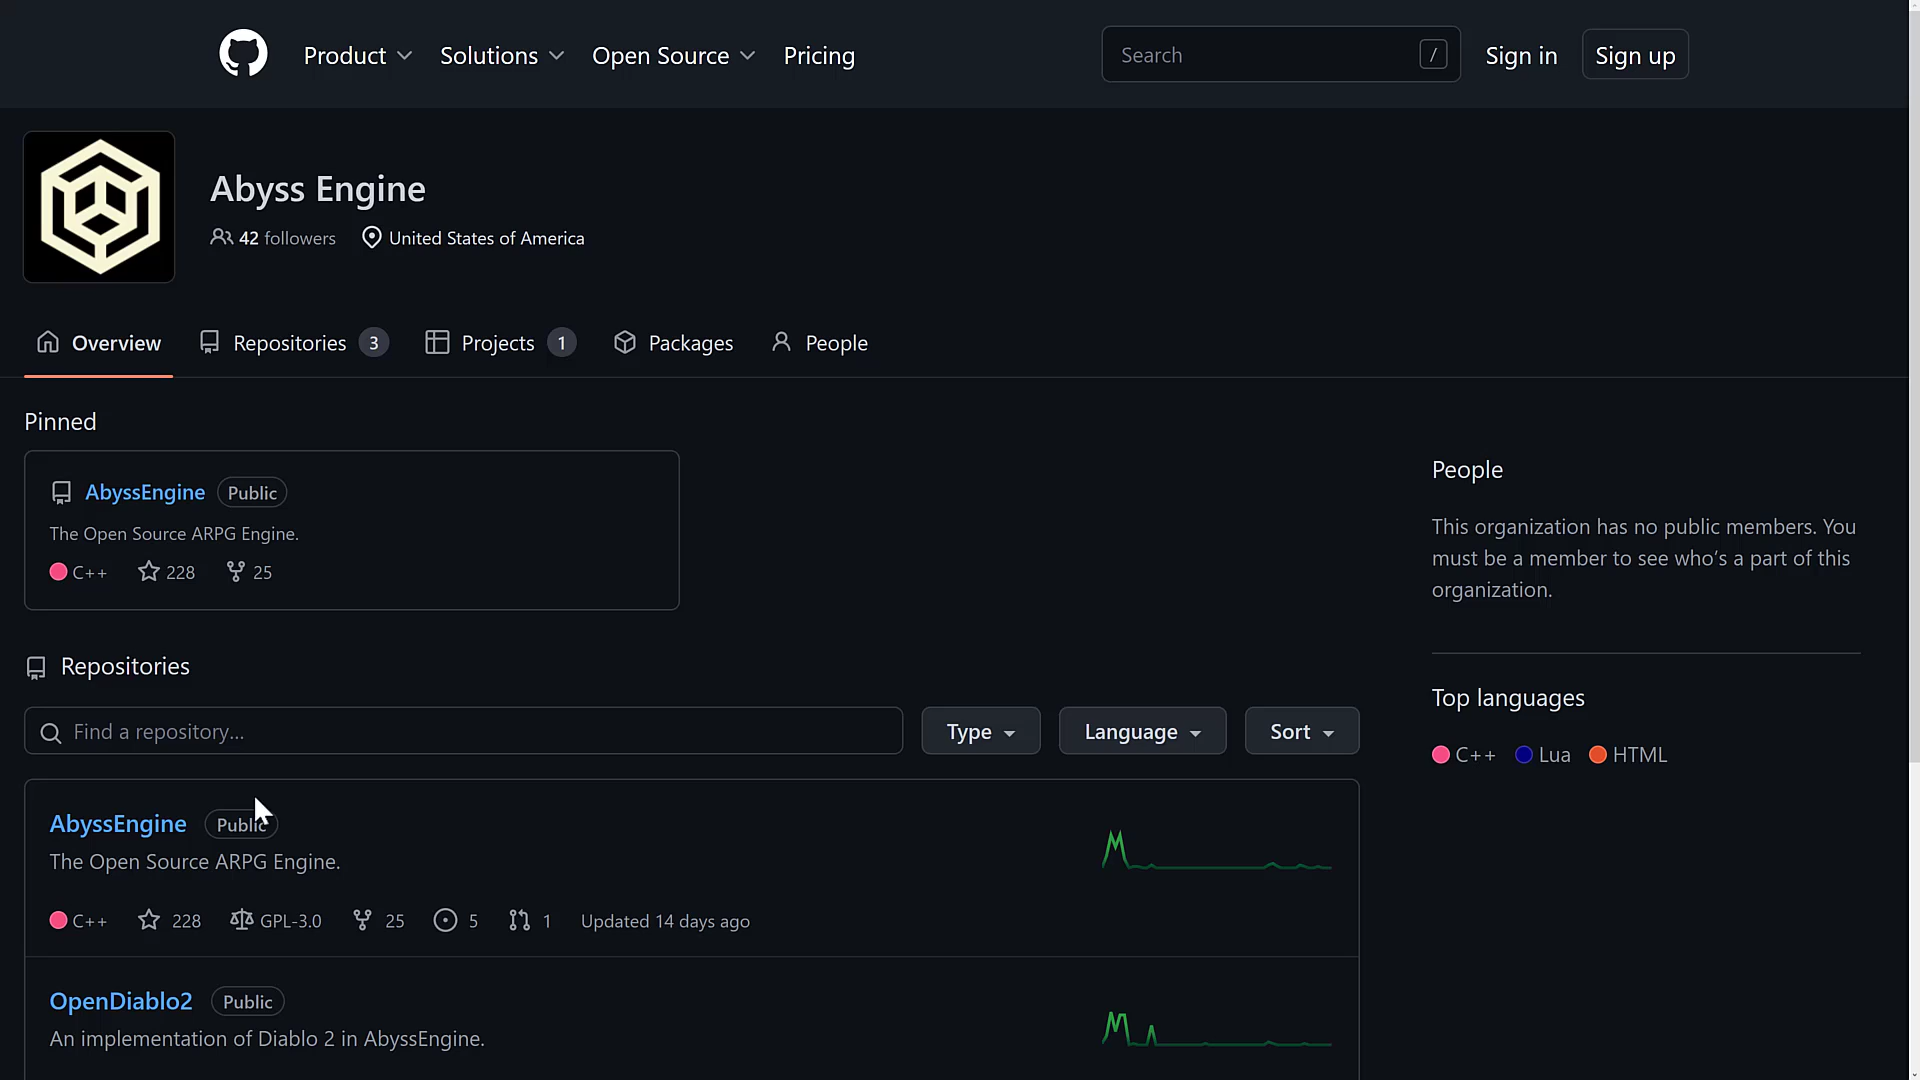 Product Solutions Open Source Pricing Search / Sign in Sign up
Abyss Engine
42 followers United States of America
Overview Repositories 3 Projects 1 Packages People
Pinned
AbyssEngine Public
The Open Source ARPG Engine.
C++ 228 25
People
This organization has no public members. You
must be a member to see who’s a part of this
organization.
Repositories
Find a repository... Type Language Sort
Top languages
C++ Lua HTML
AbyssEngine Public
The Open Source ARPG Engine.
C++ 228 GPL-3.0 25 5 1 Updated 14 days ago
OpenDiablo2 Public
An implementation of Diablo 2 in AbyssEngine.